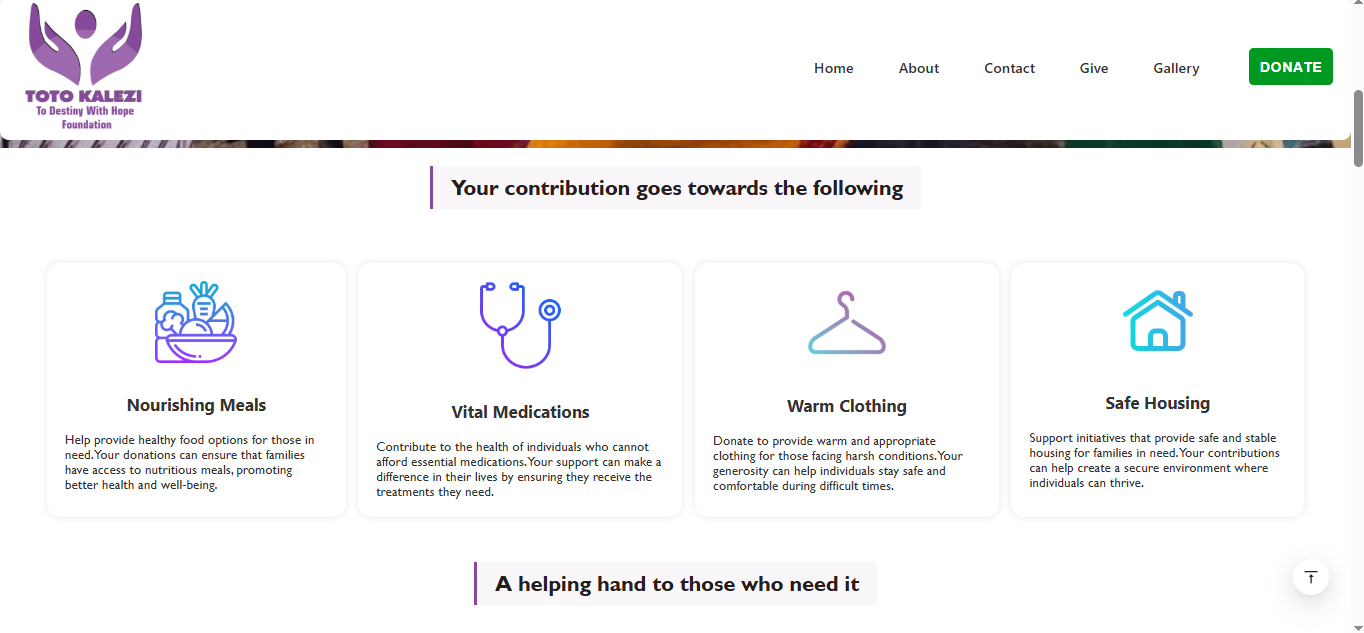 TOTO KALEZI
To Destiny With Hope
Foundation
Home
About
Contact
Give
Gallery
DONATE
Your contribution goes towards the following
Nourishing Meals
Help provide healthy food options for those in
need. Your donations can ensure that families
have access to nutritious meals, promoting
better health and well-being.
Vital Medications
Contribute to the health of individuals who cannot
afford essential medications. Your support can make a
difference in their lives by ensuring they receive the
treatments they need.
Warm Clothing
Donate to provide warm and appropriate
clothing for those facing harsh conditions. Your
generosity can help individuals stay safe and
comfortable during difficult times.
Safe Housing
Support initiatives that provide safe and stable
housing for families in need. Your contributions
can help create a secure environment where
individuals can thrive.
A helping hand to those who need it